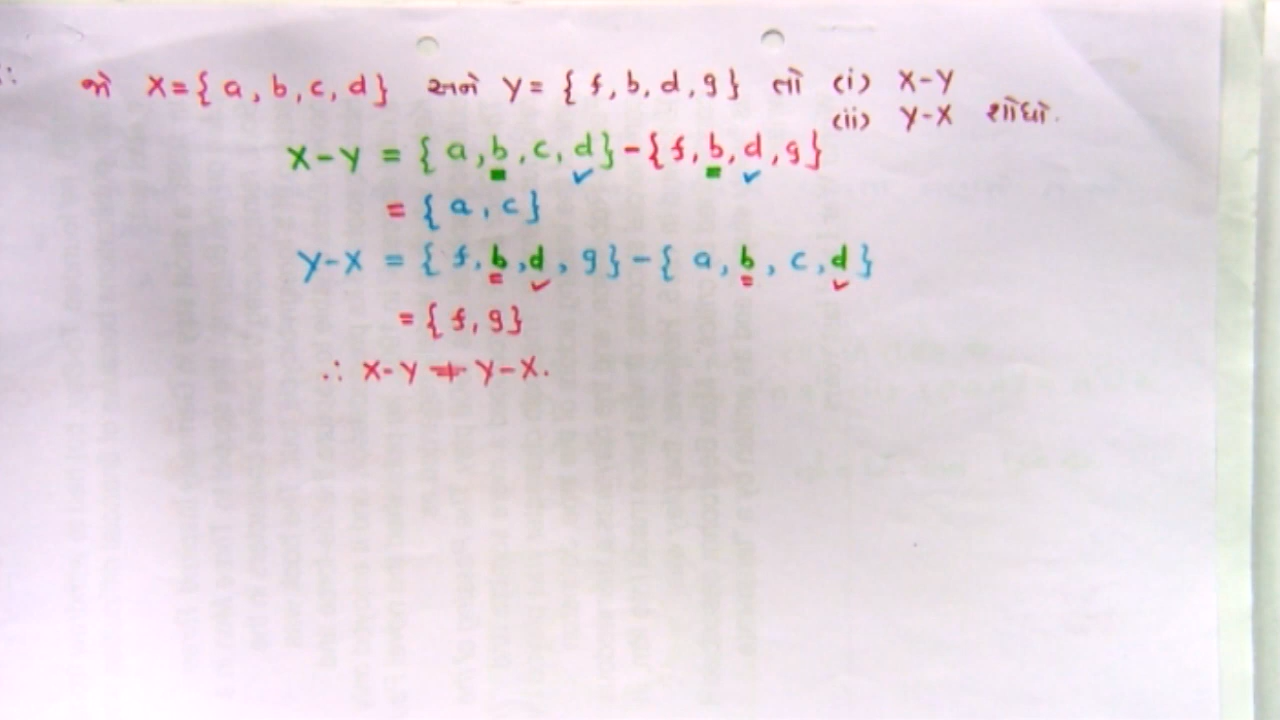 જો X={a, b, c, d} અને Y = {f, b, d, g} તો (i) X-Y
(ii) Y-X શોધો.
X-Y = {a, b, c, d} - {f, b, d, g}
= {a, c}
Y-X = {f, b, d, g} - {a, b, c, d}
= {f, g}
∴ X-Y ≠ Y-X.